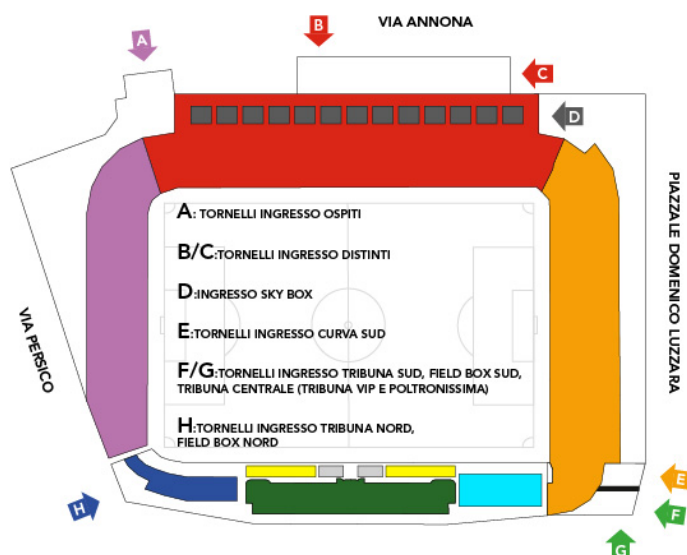 VIA ANNONA
B
A
C
D
PIAZZALE DOMENICO LUZZARA
A: TORNELLI INGRESSO OSPITI
B/C:TORNELLI INGRESSO DISTINTI
D:INGRESSO SKY BOX
E:TORNELLI INGRESSO CURVA SUD
F/G:TORNELLI INGRESSO TRIBUNA SUD, FIELD BOX SUD,
TRIBUNA CENTRALE (TRIBUNA VIP E POLTRONISSIMA)
H:TORNELLI INGRESSO TRIBUNA NORD,
FIELD BOX NORD
VIA PERSICO
E
H
F
G